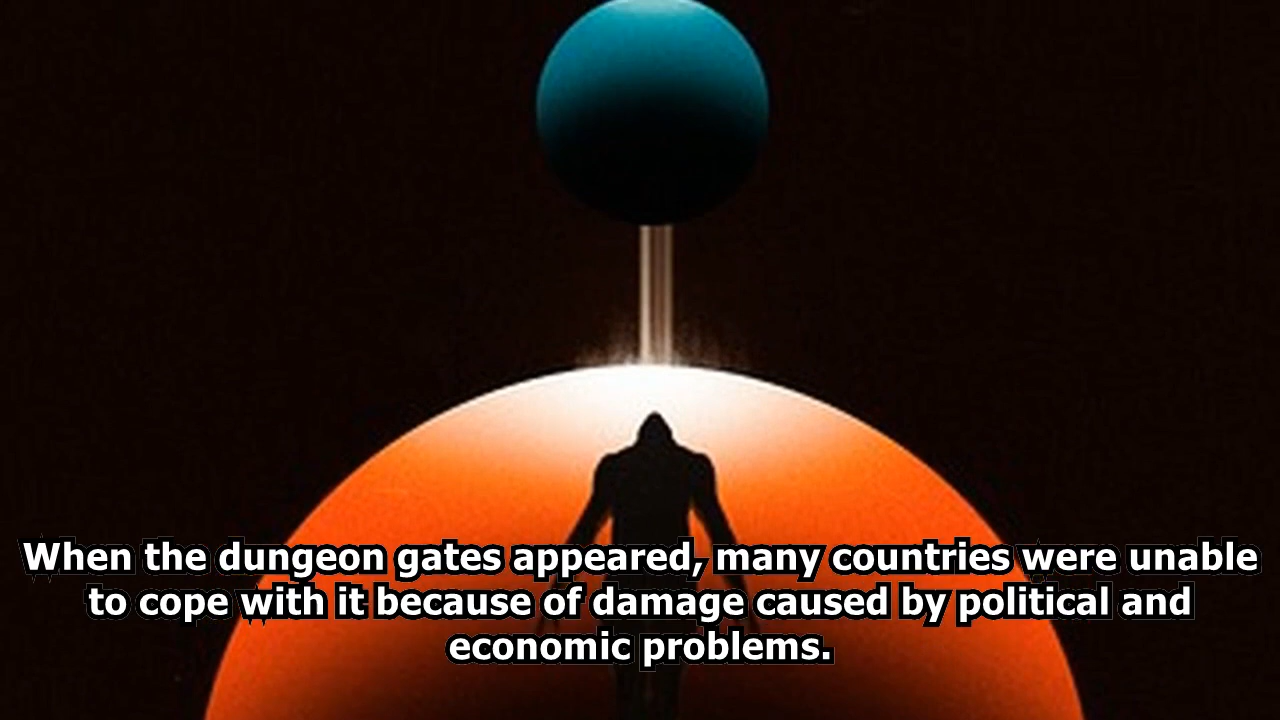 When the dungeon gates appeared, many countries were unable
to cope with it because of damage caused by political and
economic problems.